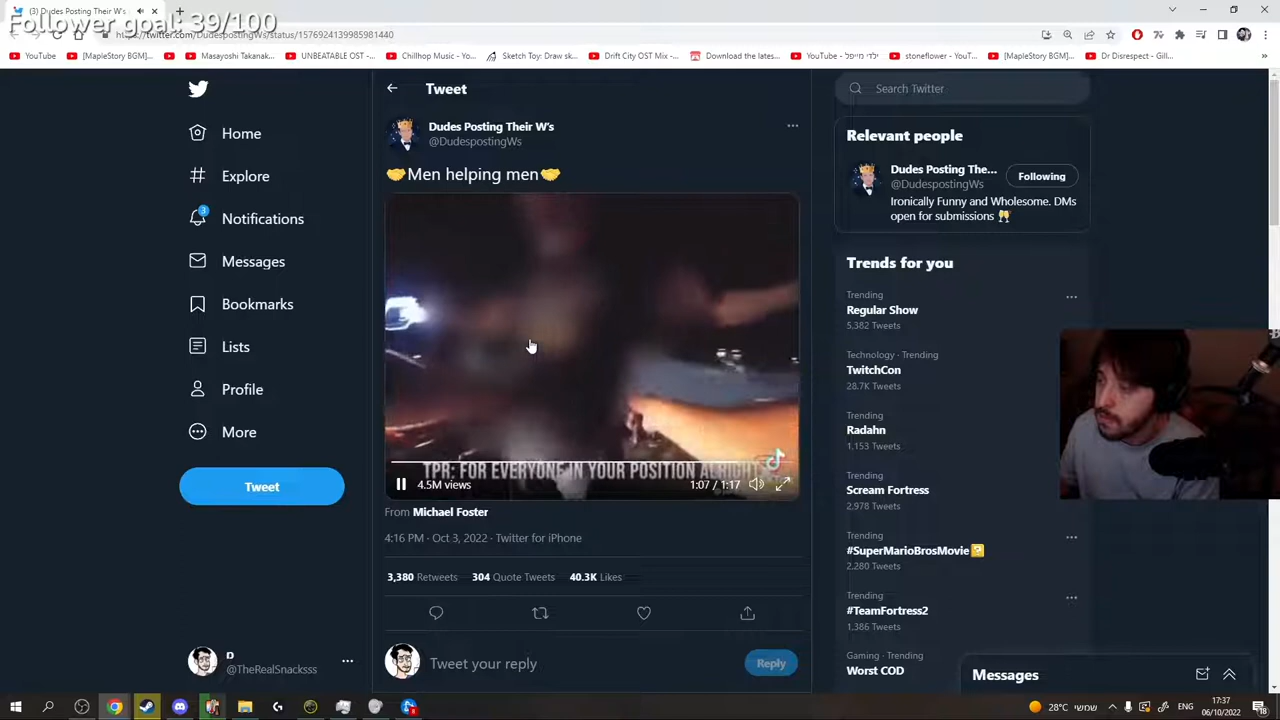 Follower goal: 39/100
(3) Dudes Posting Their W's
twitter.com/DudespostingWs/status/1576924139985981440
YouTube
[MapleStory BGM]...
Masayoshi Takanak...
UNBEATABLE OST -...
Chillhop Music - Yo...
Sketch Toy: Draw sk...
Drift City OST Mix -...
Download the lates...
YouTube - ילדי מייפל
stoneflower - YouT...
[MapleStory BGM]...
Dr Disrespect - Gill...
Home
Explore
3
Notifications
Messages
Bookmarks
Lists
Profile
More
Tweet
D
@TheRealSnacksss
Tweet
Dudes Posting Their W's
@DudespostingWs
🤝Men helping men🤝
TPR: FOR EVERYONE IN YOUR POSITION ALRIGHT
4.5M views
1:07 / 1:17
From Michael Foster
4:16 PM · Oct 3, 2022 · Twitter for iPhone
3,380 Retweets 304 Quote Tweets 40.3K Likes
Tweet your reply
Reply
Search Twitter
Relevant people
Dudes Posting The...
@DudespostingWs
Following
Ironically Funny and Wholesome. DMs
open for submissions 🥂
Trends for you
Trending
Regular Show
5,382 Tweets
Technology · Trending
TwitchCon
28.7K Tweets
Trending
Radahn
1,153 Tweets
Trending
Scream Fortress
2,978 Tweets
Trending
#SuperMarioBrosMovie
2,280 Tweets
Trending
#TeamFortress2
1,386 Tweets
Gaming · Trending
Worst COD
Messages
28°C שמשי
17:37
06/10/2022
18